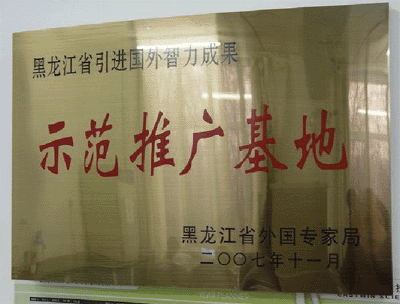 黑龙江省引进国外智力成果
示范推广基地
黑龙江省外国专家局
二〇〇七年十一月